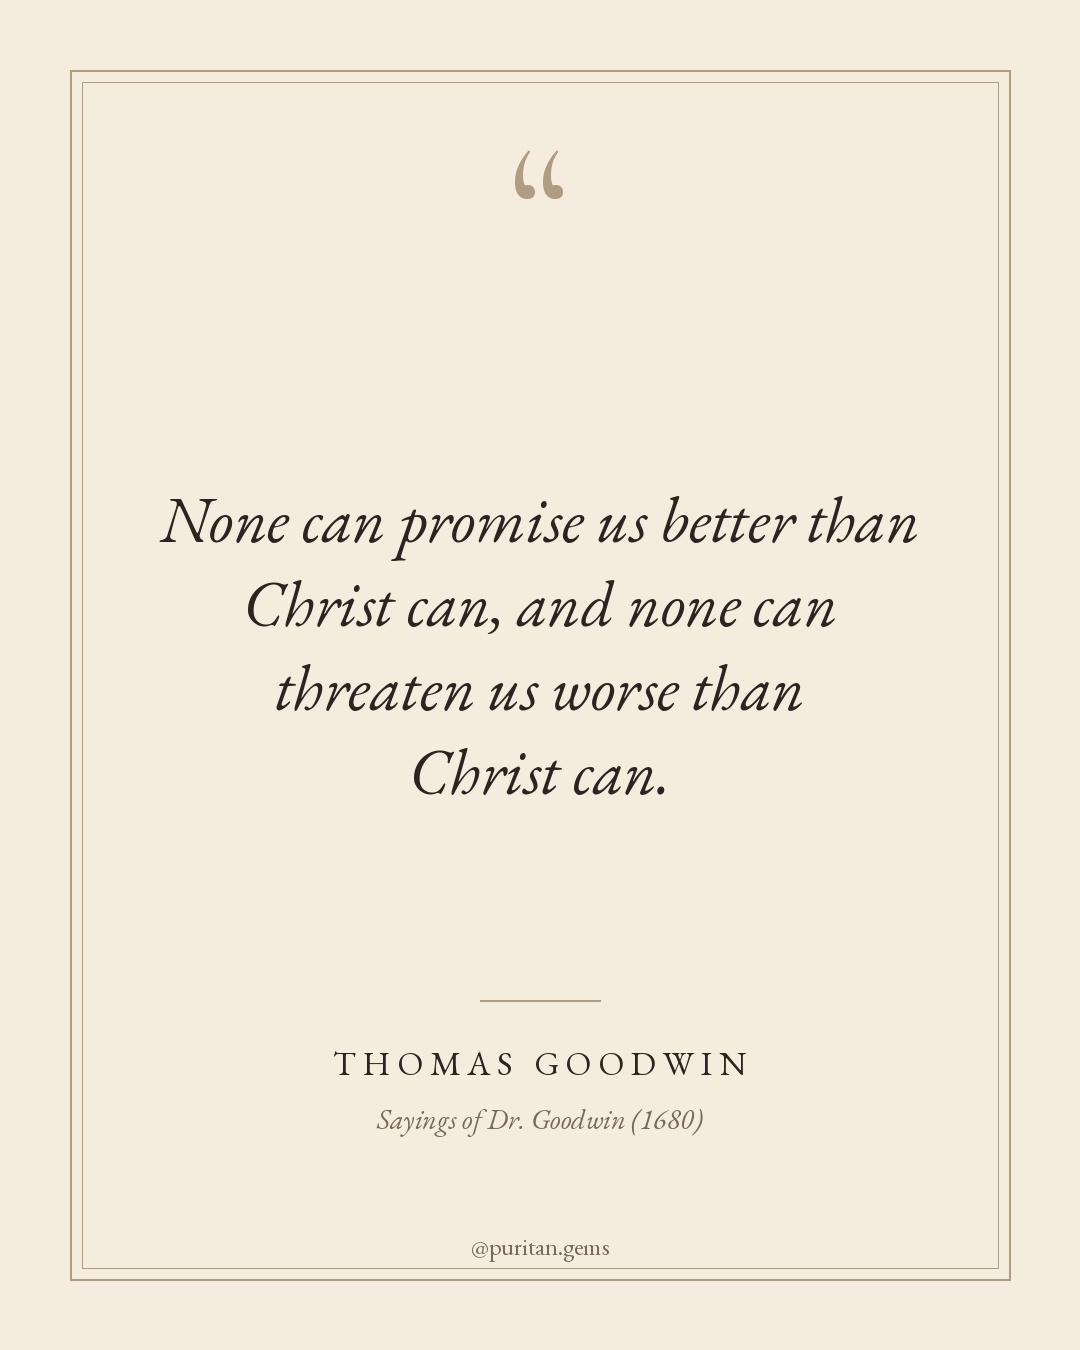 “
None can promise us better than
Christ can, and none can
threaten us worse than
Christ can.
THOMAS GOODWIN
Sayings of Dr. Goodwin (1680)
@puritan.gems